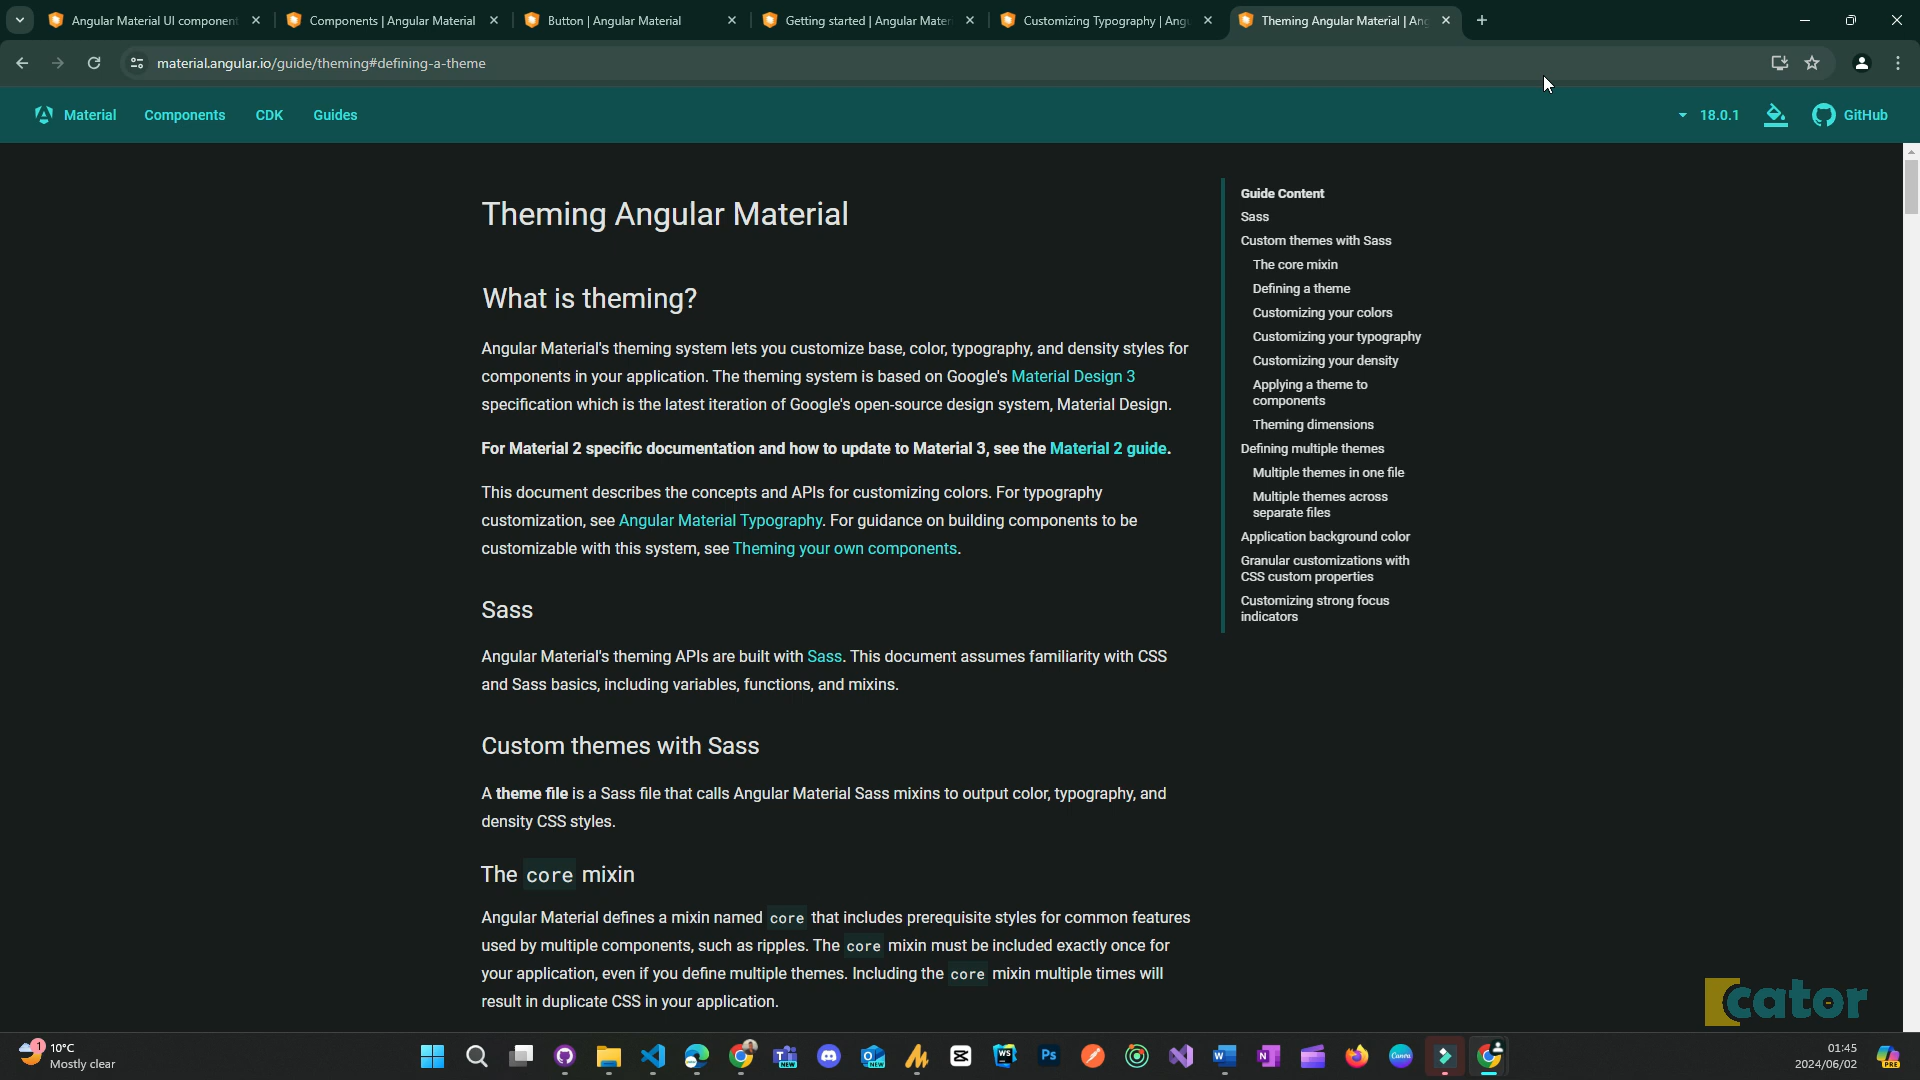 Angular Material UI componen
Components | Angular Material
Button | Angular Material
Getting started | Angular Mater
Customizing Typography | Angu
Theming Angular Material | Ang
material.angular.io/guide/theming#defining-a-theme
Material
Components
CDK
Guides
18.0.1
GitHub
Theming Angular Material
What is theming?
Angular Material's theming system lets you customize base, color, typography, and density styles for
components in your application. The theming system is based on Google's Material Design 3
specification which is the latest iteration of Google's open-source design system, Material Design.
For Material 2 specific documentation and how to update to Material 3, see the Material 2 guide.
This document describes the concepts and APIs for customizing colors. For typography
customization, see Angular Material Typography. For guidance on building components to be
customizable with this system, see Theming your own components.
Sass
Angular Material's theming APIs are built with Sass. This document assumes familiarity with CSS
and Sass basics, including variables, functions, and mixins.
Custom themes with Sass
A theme file is a Sass file that calls Angular Material Sass mixins to output color, typography, and
density CSS styles.
The core mixin
Angular Material defines a mixin named core that includes prerequisite styles for common features
used by multiple components, such as ripples. The core mixin must be included exactly once for
your application, even if you define multiple themes. Including the core mixin multiple times will
result in duplicate CSS in your application.
Guide Content
Sass
Custom themes with Sass
The core mixin
Defining a theme
Customizing your colors
Customizing your typography
Customizing your density
Applying a theme to
components
Theming dimensions
Defining multiple themes
Multiple themes in one file
Multiple themes across
separate files
Application background color
Granular customizations with
CSS custom properties
Customizing strong focus
indicators
cator
1
10°C
Mostly clear
NEW
NEW
WS
Ps
W
N
Canva
01:45
2024/06/02
PRE